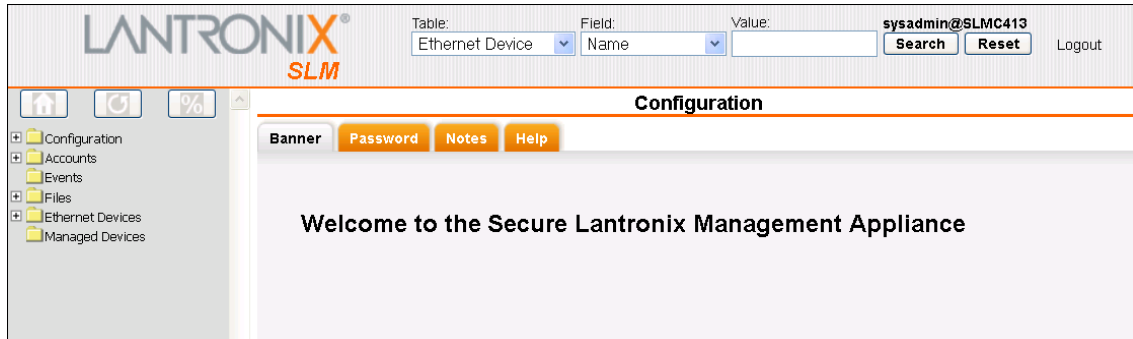 LANTRONIX®
SLM
Table: Field: Value: sysadmin@SLMC413
Ethernet Device Name Search Reset Logout
%
Configuration
Banner Password Notes Help
Configuration
Accounts
Events
Files
Ethernet Devices
Managed Devices
Welcome to the Secure Lantronix Management Appliance